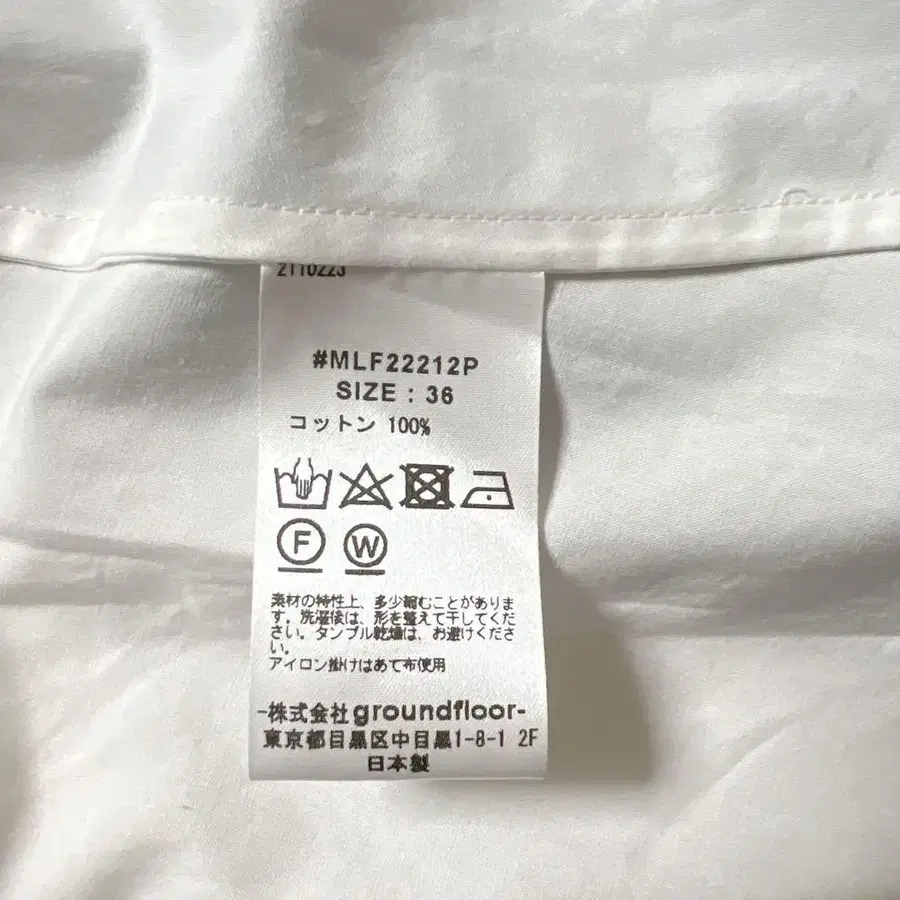 2110223
#MLF22212P
SIZE : 36
コットン 100%
F W
素材の特性上、多少縮むことがありま
す。洗濯後は、形を整えて干してくだ
さい。タンブル乾燥は、お避けくださ
い。
アイロン掛けはあて布使用
-株式会社groundfloor-
東京都目黒区中目黒1-8-1 2F
日本製